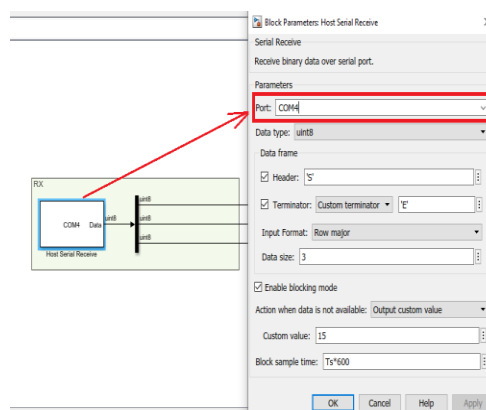 Block Parameters: Host Serial Receive
Serial Receive
Receive binary data over serial port.
Parameters
Port: COM4
Data type: uint8
Data frame
Header: 'S'
Terminator: Custom terminator 'E'
Input Format: Row major
Data size: 3
Enable blocking mode
Action when data is not available: Output custom value
Custom value: 15
Block sample time: Ts*600
OK Cancel Help Apply
RX
COM4 Data
uint8
uint8
uint8
uint8
Host Serial Receive